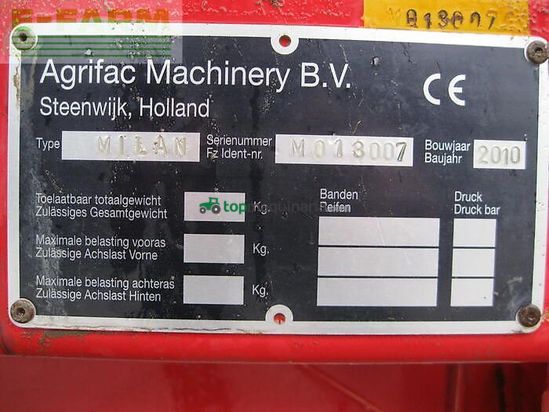 E-FARM
Agrifac Machinery B.V.
Steenwijk, Holland
CE
Type MILAN Serienummer Fz Ident-nr. M013007 Bouwjaar Baujahr 2010
Toelaatbaar totaalgewicht
Zulässiges Gesamtgewicht
Kg.
Banden
Reifen
Druck
Druck bar
Maximale belasting vooras
Zulässige Achslast Vorne
Kg.
Maximale belasting achteras
Zulässige Achslast Hinten
Kg.